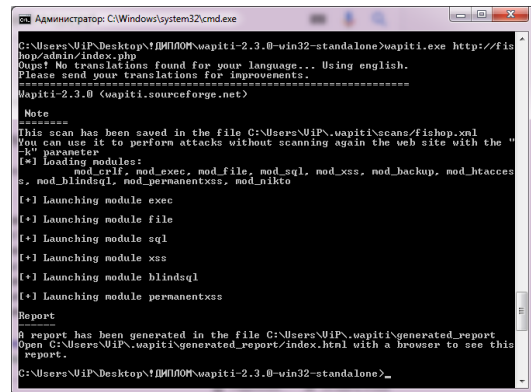 Администратор: C:\Windows\system32\cmd.exe
C:\Users\ViP\Desktop\!ДИПЛОМ\wapiti-2.3.0-win32-standalone>wapiti.exe http://fis
hop/admin/index.php
Oups! No translations found for your language... Using english.
Please send your translations for improvements.
===============================================================
Wapiti-2.3.0 (wapiti.sourceforge.net)
Note
========
This scan has been saved in the file C:\Users\ViP\.wapiti\scans/fishop.xml
You can use it to perform attacks without scanning again the web site with the "
-k" parameter
[*] Loading modules:
mod_crlf, mod_exec, mod_file, mod_sql, mod_xss, mod_backup, mod_htacces
s, mod_blindsql, mod_permanentxss, mod_nikto
[+] Launching module exec
[+] Launching module file
[+] Launching module sql
[+] Launching module xss
[+] Launching module blindsql
[+] Launching module permanentxss
Report
------
A report has been generated in the file C:\Users\ViP\.wapiti\generated_report
Open C:\Users\ViP\.wapiti\generated_report/index.html with a browser to see this
report.
C:\Users\ViP\Desktop\!ДИПЛОМ\wapiti-2.3.0-win32-standalone>_